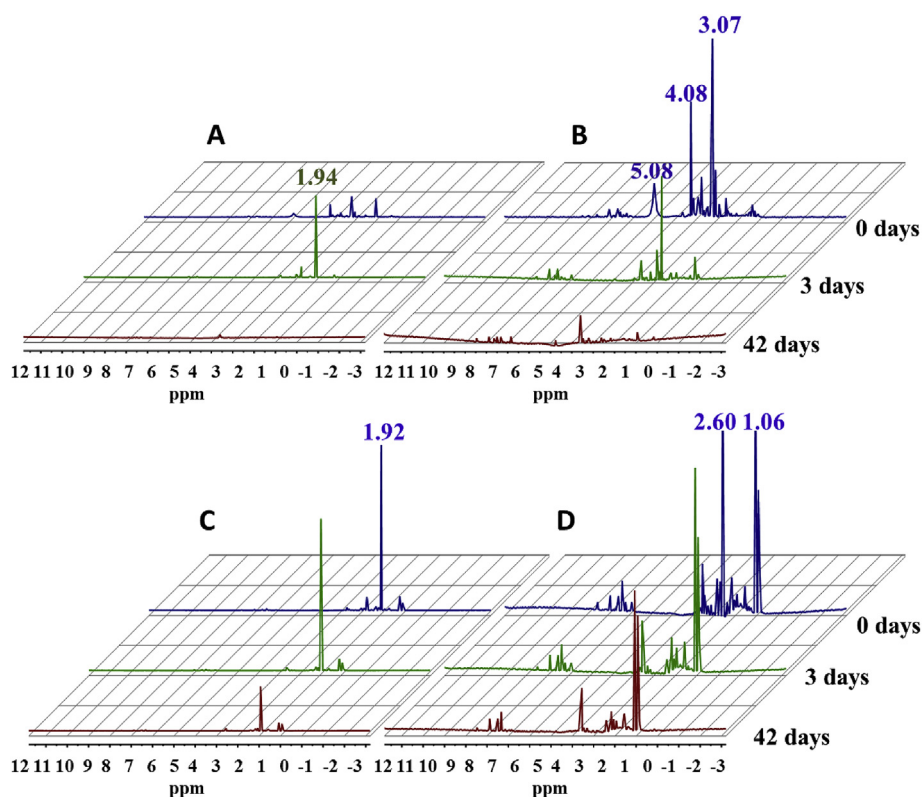 3.07
4.08
A
B
1.94
5.08
0 days
3 days
42 days
12 11 10 9 8 7 6 5 4 3 2 1 0 -1 -2 -3 12 11 10 9 8 7 6 5 4 3 2 1 0 -1 -2 -3
ppm ppm
1.92
2.60 1.06
C
D
0 days
3 days
42 days
12 11 10 9 8 7 6 5 4 3 2 1 0 -1 -2 -3 12 11 10 9 8 7 6 5 4 3 2 1 0 -1 -2 -3
ppm ppm